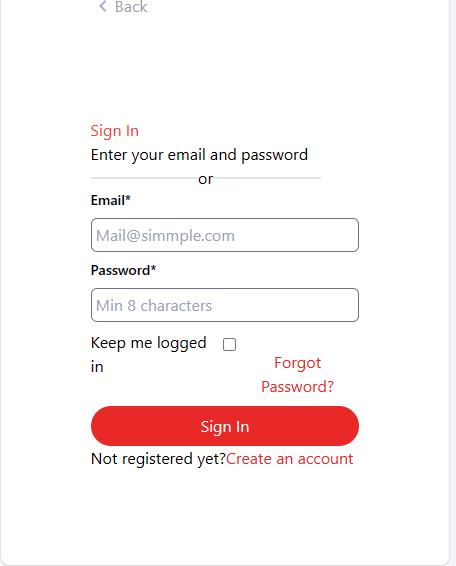 Back
Sign In
Enter your email and password
or
Email*
Mail@simmple.com
Password*
Min 8 characters
Keep me logged
in
Forgot
Password?
Sign In
Not registered yet?Create an account